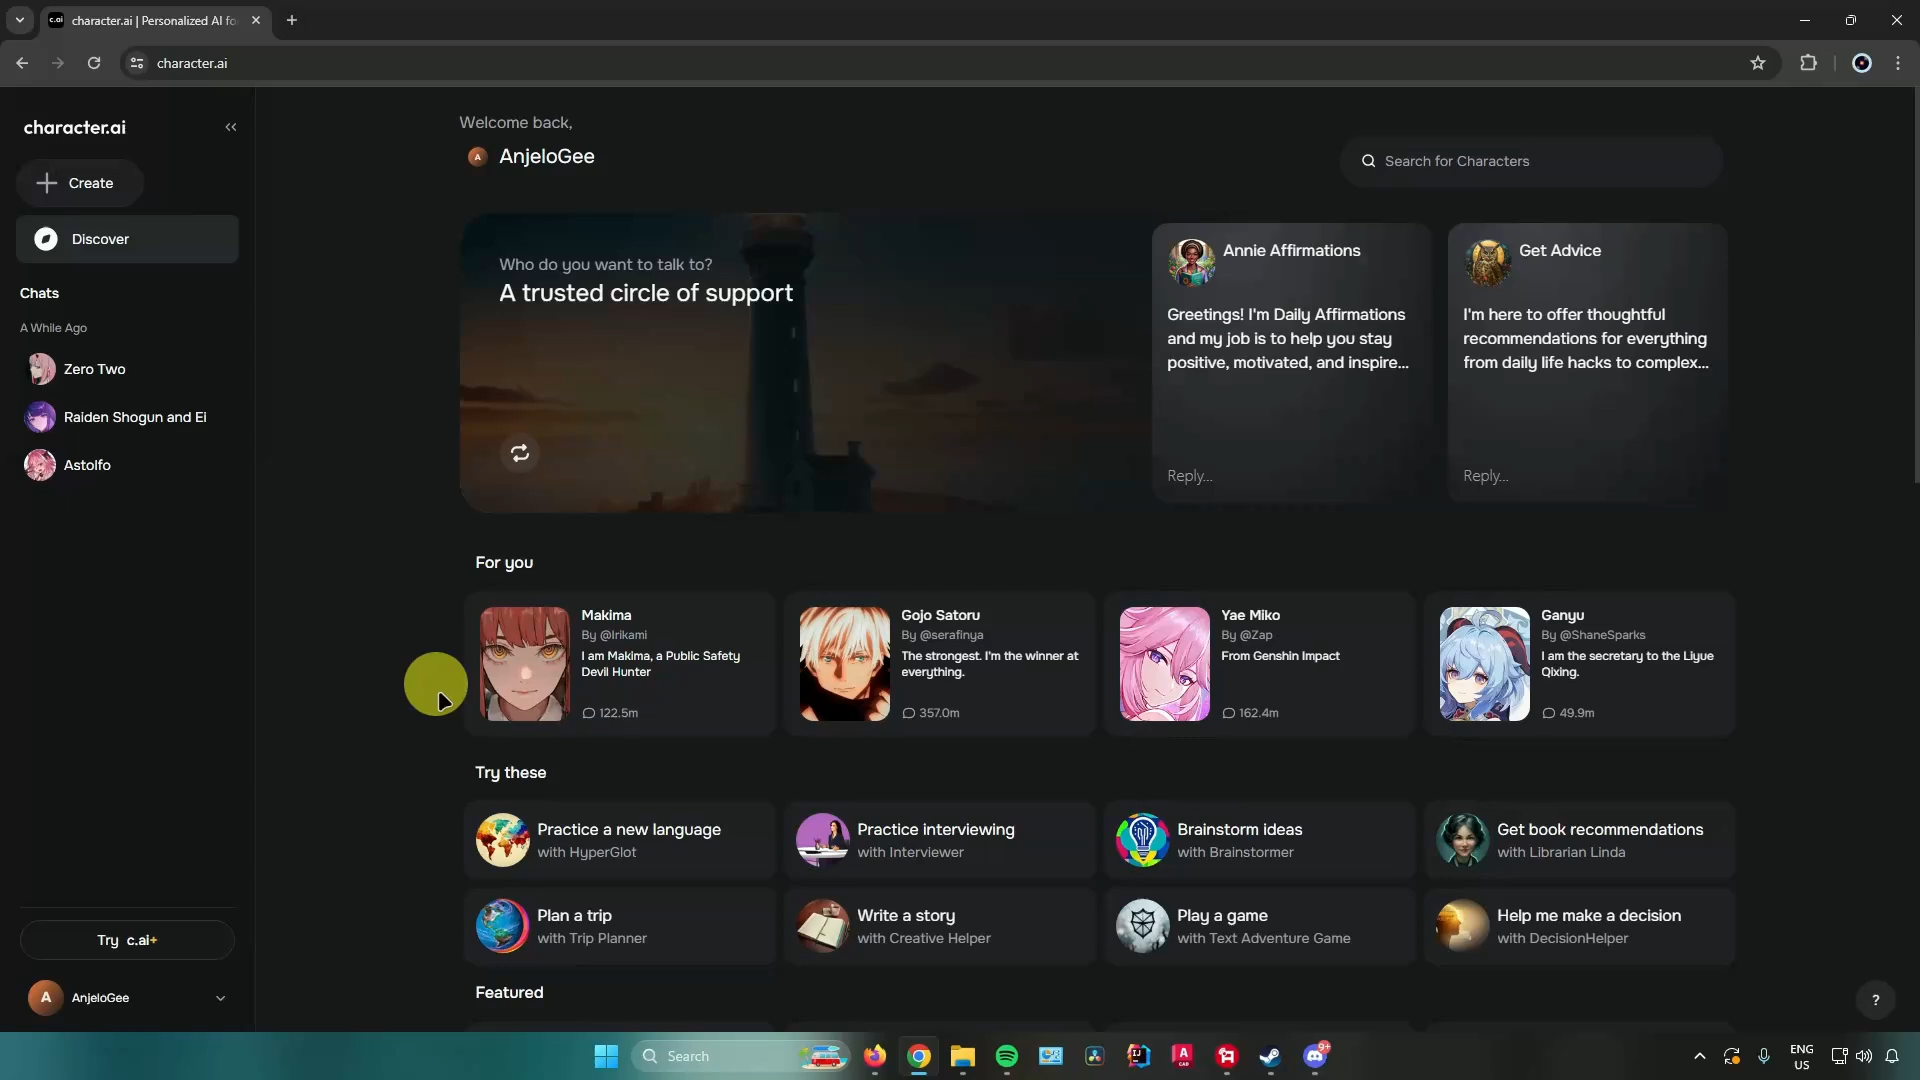 c.ai
character.ai | Personalized AI fo
character.ai
character.ai
Create
Discover
Chats
A While Ago
Zero Two
Raiden Shogun and Ei
Astolfo
Try c.ai+
A
AnjeloGee
Welcome back,
A
AnjeloGee
Search for Characters
Who do you want to talk to?
A trusted circle of support
Annie Affirmations
Greetings! I'm Daily Affirmations
and my job is to help you stay
positive, motivated, and inspire...
Reply...
Get Advice
I'm here to offer thoughtful
recommendations for everything
from daily life hacks to complex...
Reply...
For you
Makima
By @Irikami
I am Makima, a Public Safety
Devil Hunter
122.5m
Gojo Satoru
By @serafinya
The strongest. I'm the winner at
everything.
357.0m
Yae Miko
By @Zap
From Genshin Impact
162.4m
Ganyu
By @ShaneSparks
I am the secretary to the Liyue
Qixing.
49.9m
Try these
Practice a new language
with HyperGlot
Practice interviewing
with Interviewer
Brainstorm ideas
with Brainstormer
Get book recommendations
with Librarian Linda
Plan a trip
with Trip Planner
Write a story
with Creative Helper
Play a game
with Text Adventure Game
Help me make a decision
with DecisionHelper
Featured
?
Search
IJ
A
CAD
9+
ENG
US